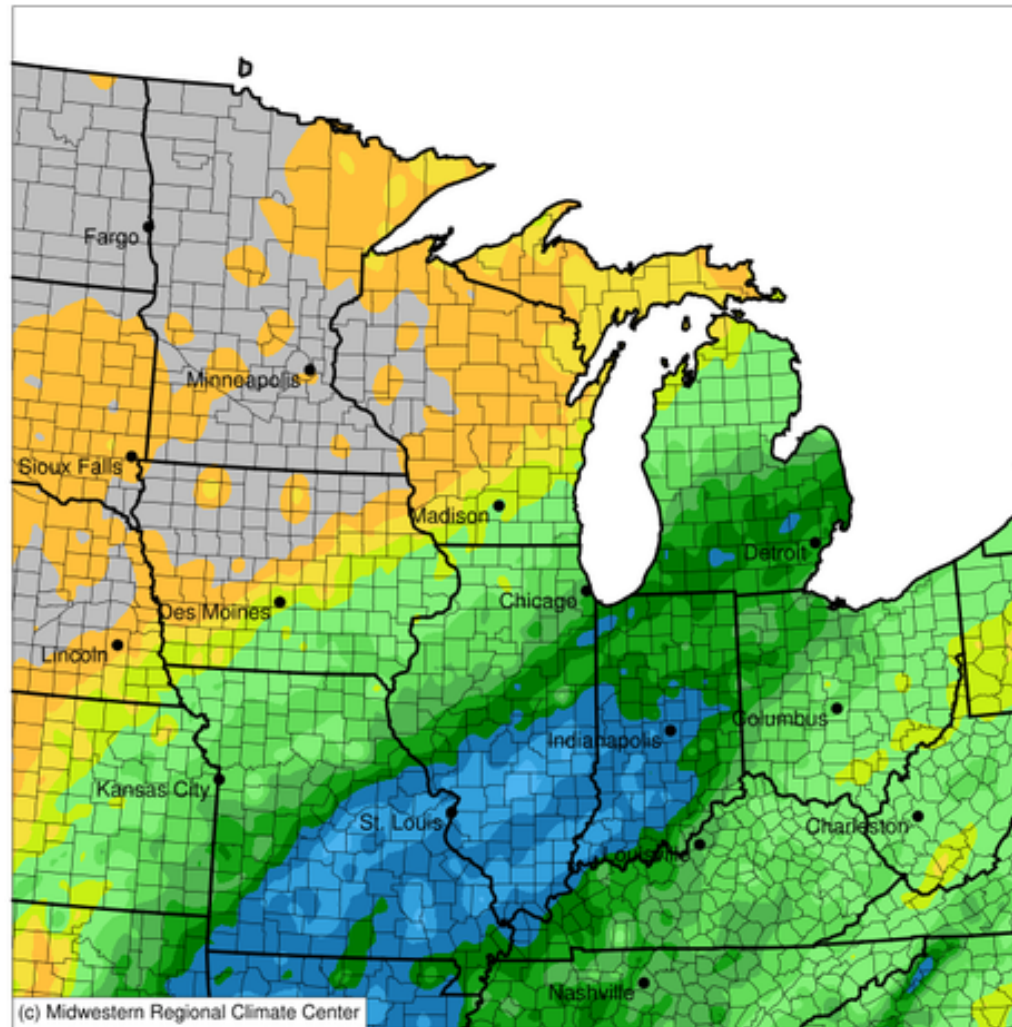 Fargo
Minneapolis
Sioux Falls
Madison
Detroit
Chicago
Des Moines
Lincoln
Columbus
Indianapolis
Kansas City
St. Louis
Charleston
Louisville
Nashville
(c) Midwestern Regional Climate Center